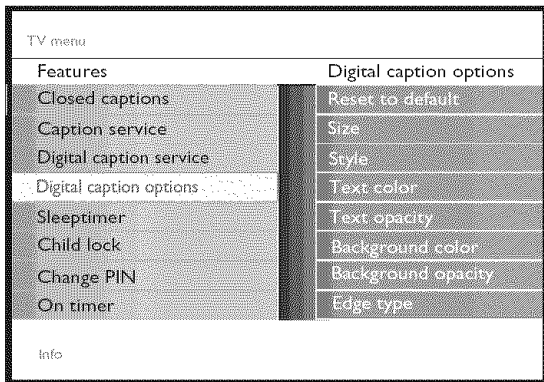 TV menu
Features
Closed captions
Caption service
Digital caption service
Digital caption options
Sleeptimer
Child lock
Change PIN
On timer
Digital caption options
Reset to default
Size
Style
Text color
Text opacity
Background color
Background opacity
Edge type
Info